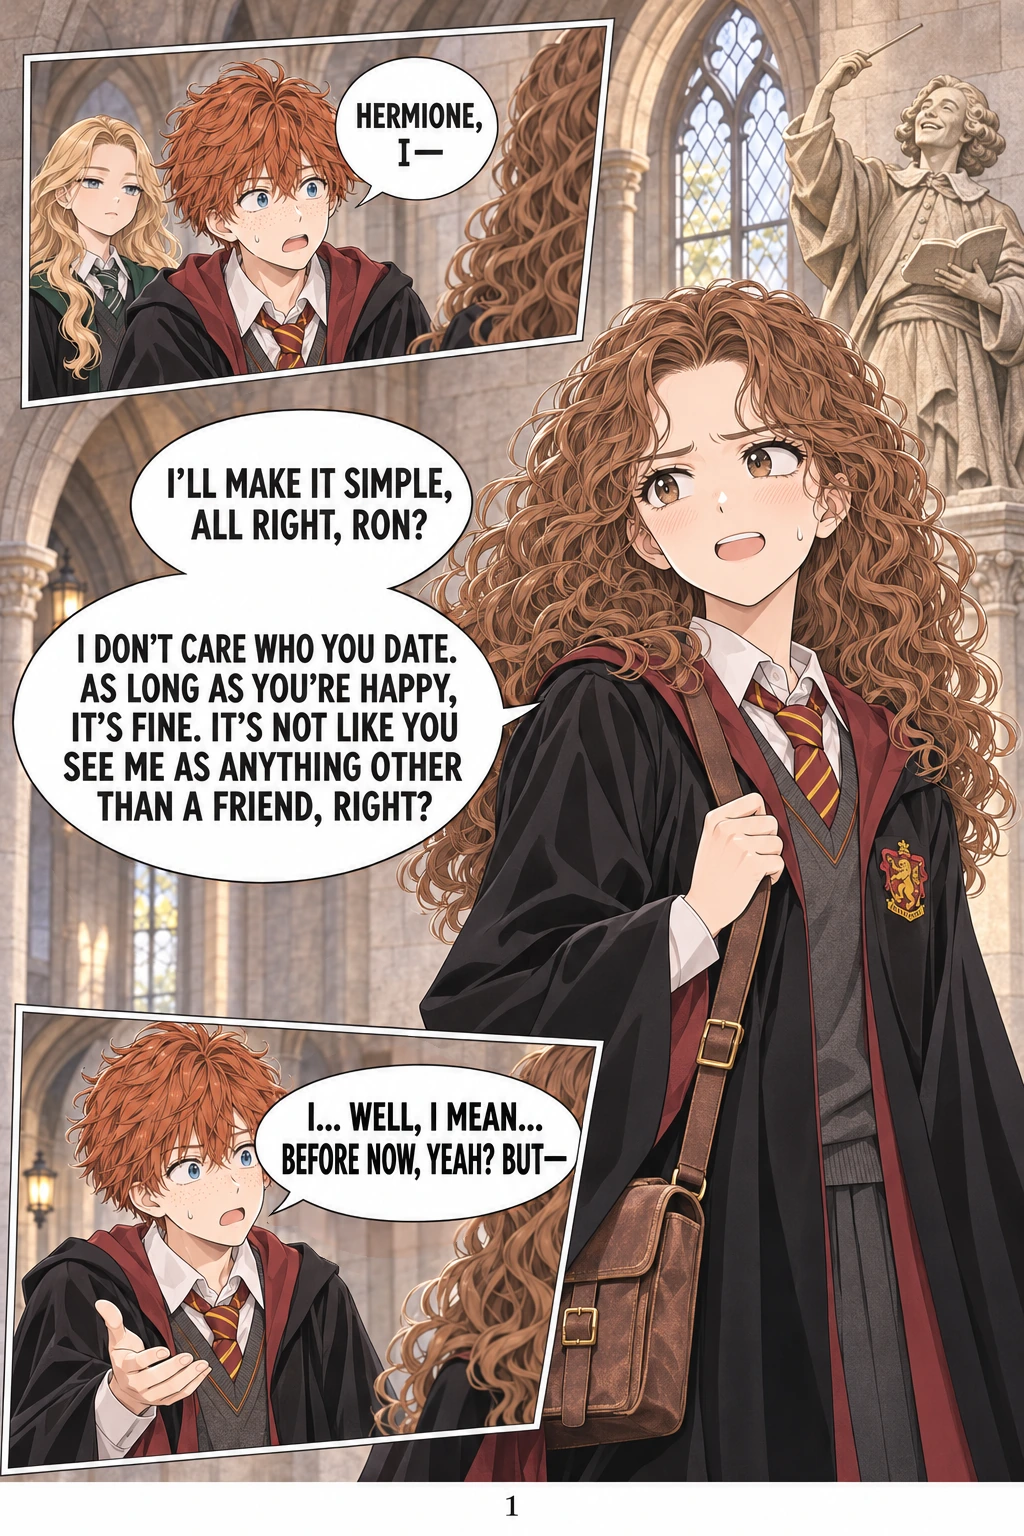 HERMIONE,
I—
I'LL MAKE IT SIMPLE,
ALL RIGHT, RON?
I DON'T CARE WHO YOU DATE.
AS LONG AS YOU'RE HAPPY,
IT'S FINE. IT'S NOT LIKE YOU
SEE ME AS ANYTHING OTHER
THAN A FRIEND, RIGHT?
I... WELL, I MEAN...
BEFORE NOW, YEAH? BUT—
1